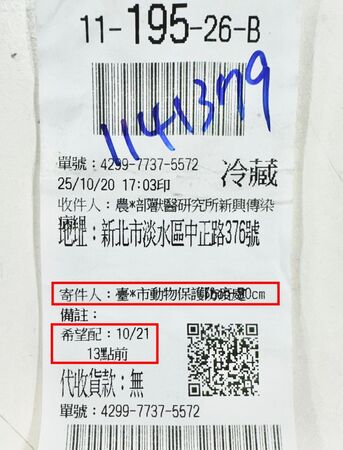 11-195-26-B
1141379
單號：4299-7737-5572
25/10/20 17:03印
冷藏
收件人：農*部獸醫研究所新興傳染
地址：新北市淡水區中正路376號
寄件人：臺*市動物保護防疫處
備註：
希望配：10/21
13點前
代收貨款：無
單號：4299-7737-5572